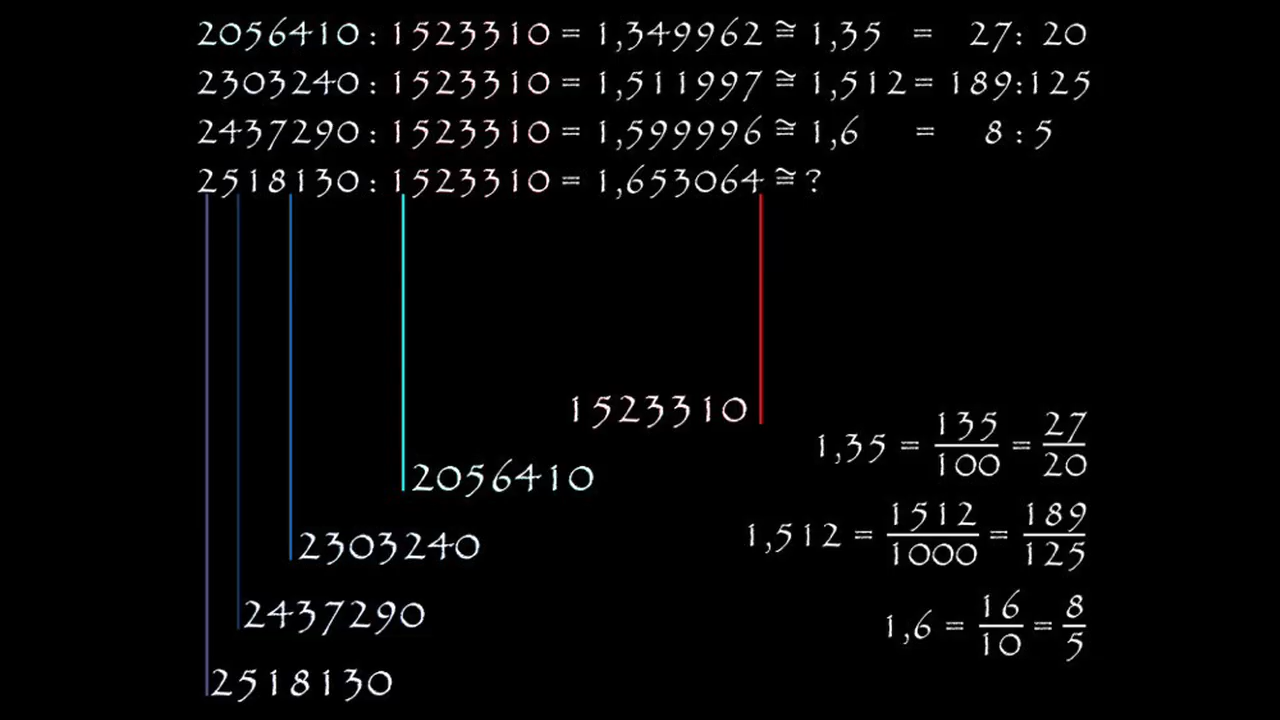 2056410 : 1523310 = 1,349962 ≅ 1,35 = 27 : 20
2303240 : 1523310 = 1,511997 ≅ 1,512 = 189:125
2437290 : 1523310 = 1,599996 ≅ 1,6 = 8 : 5
2518130 : 1523310 = 1,653064 ≅ ?
1523310
2056410
2303240
2437290
2518130
1,35 = 135/100 = 27/20
1,512 = 1512/1000 = 189/125
1,6 = 16/10 = 8/5